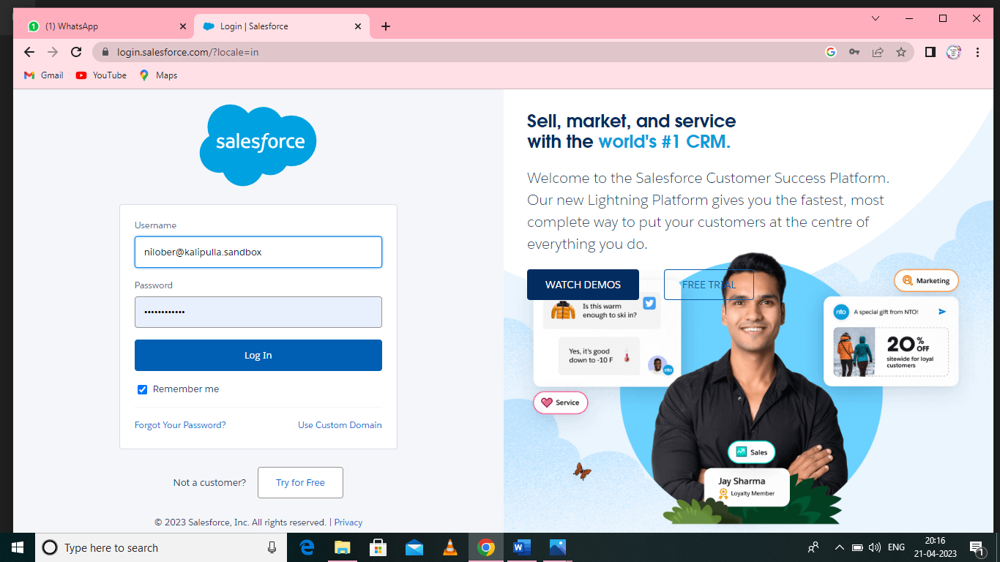 (1) WhatsApp
Login | Salesforce
login.salesforce.com/?locale=in
Gmail
YouTube
Maps
salesforce
Username
nilober@kalipulla.sandbox
Password
Log In
Remember me
Forgot Your Password?
Use Custom Domain
Not a customer?
Try for Free
© 2023 Salesforce, Inc. All rights reserved. | Privacy
Sell, market, and service
with the world's #1 CRM.
Welcome to the Salesforce Customer Success Platform.
Our new Lightning Platform gives you the fastest, most
complete way to put your customers at the centre of
everything you do.
WATCH DEMOS
FREE TRIAL
Is this warm
enough to ski in?
Yes, it's good
down to -10 F
nto
Service
Marketing
nto
A special gift from NTO!
20% OFF
sitewide for loyal
customers
Sales
Jay Sharma
Loyalty Member
Type here to search
ENG
20:16
21-04-2023
1